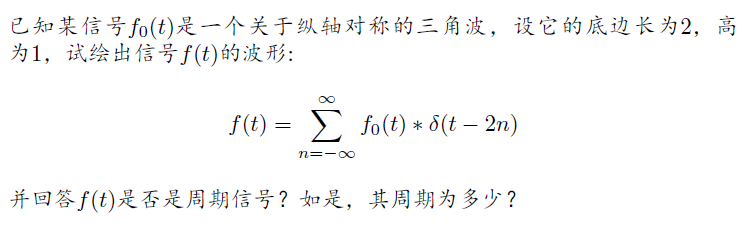 已知某信号f₀(t)是一个关于纵轴对称的三角波，设它的底边长为2，高
为1，试绘出信号f(t)的波形:
f(t) = ∑_{n=−∞}^{∞} f₀(t) ∗ δ(t − 2n)
并回答f(t)是否是周期信号？如是，其周期为多少？